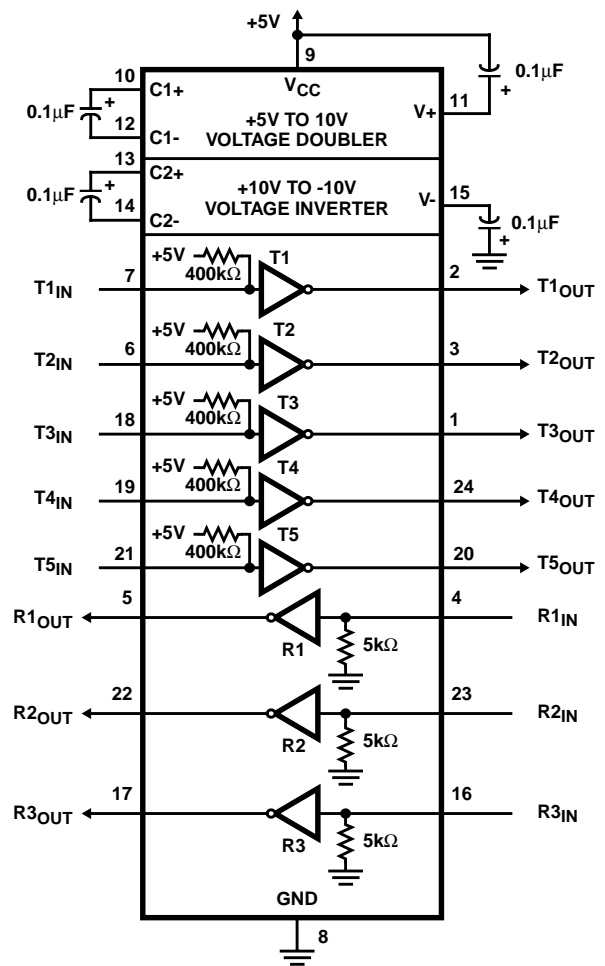 +5V
9
10
0.1µF
+
12
C1+
C1-
VCC
+5V TO 10V
VOLTAGE DOUBLER
V+
11
0.1µF
+
13
0.1µF
+
14
C2+
C2-
+10V TO -10V
VOLTAGE INVERTER
V-
15
0.1µF
+
T1IN
7
+5V
400kΩ
T1
2
T1OUT
T2IN
6
+5V
400kΩ
T2
3
T2OUT
T3IN
18
+5V
400kΩ
T3
1
T3OUT
T4IN
19
+5V
400kΩ
T4
24
T4OUT
T5IN
21
+5V
400kΩ
T5
20
T5OUT
R1OUT
5
R1
5kΩ
4
R1IN
R2OUT
22
R2
5kΩ
23
R2IN
R3OUT
17
R3
5kΩ
16
R3IN
GND
8